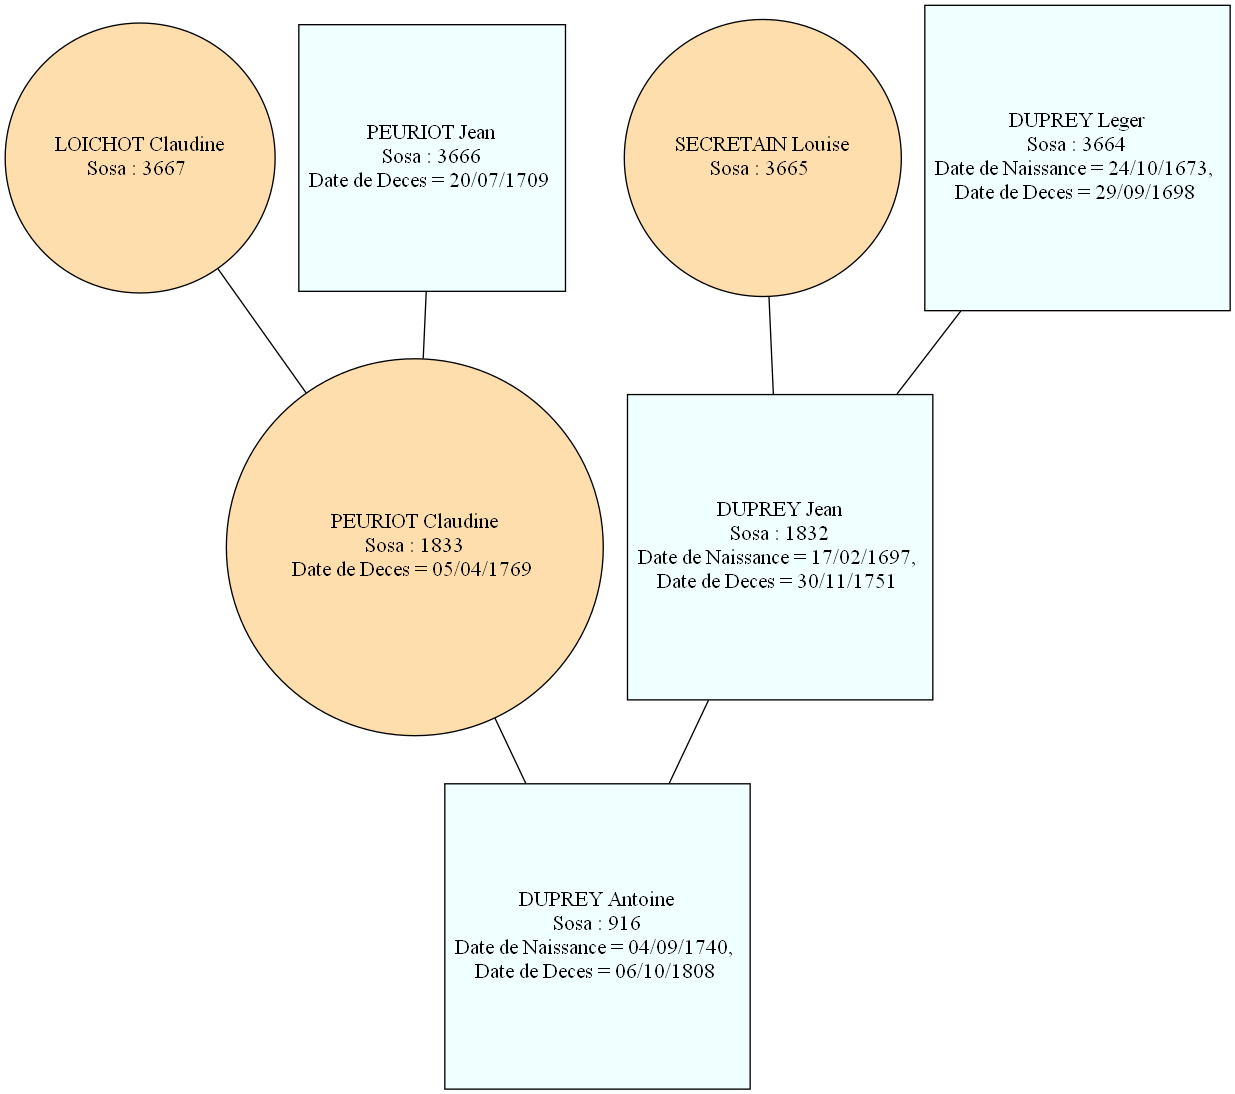 LOICHOT Claudine
Sosa : 3667
PEURIOT Jean
Sosa : 3666
Date de Deces = 20/07/1709
SECRETAIN Louise
Sosa : 3665
DUPREY Leger
Sosa : 3664
Date de Naissance = 24/10/1673,
Date de Deces = 29/09/1698
PEURIOT Claudine
Sosa : 1833
Date de Deces = 05/04/1769
DUPREY Jean
Sosa : 1832
Date de Naissance = 17/02/1697,
Date de Deces = 30/11/1751
DUPREY Antoine
Sosa : 916
Date de Naissance = 04/09/1740,
Date de Deces = 06/10/1808